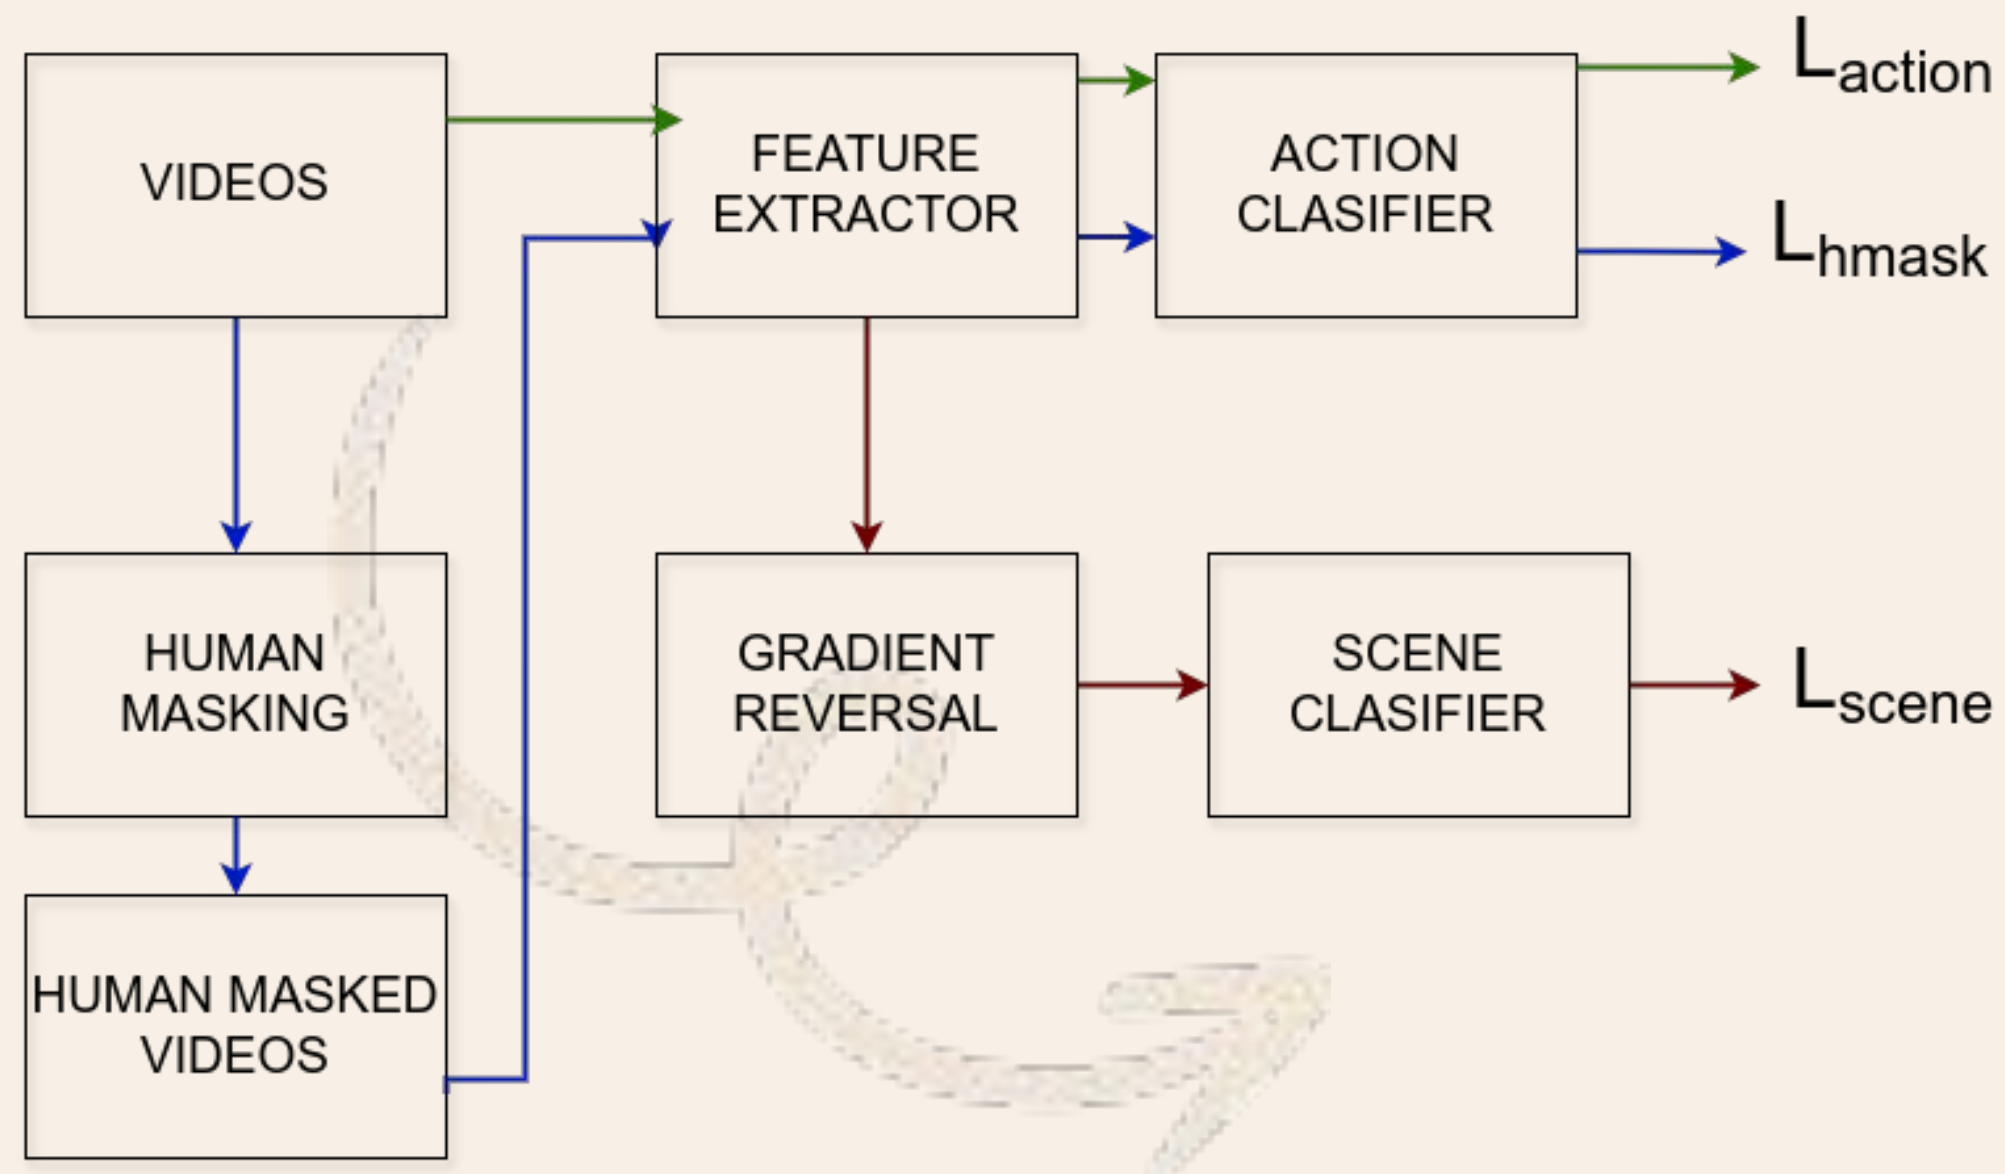 VIDEOS
FEATURE
EXTRACTOR
ACTION
CLASIFIER
Laction
Lhmask
HUMAN
MASKING
GRADIENT
REVERSAL
SCENE
CLASIFIER
Lscene
HUMAN MASKED
VIDEOS